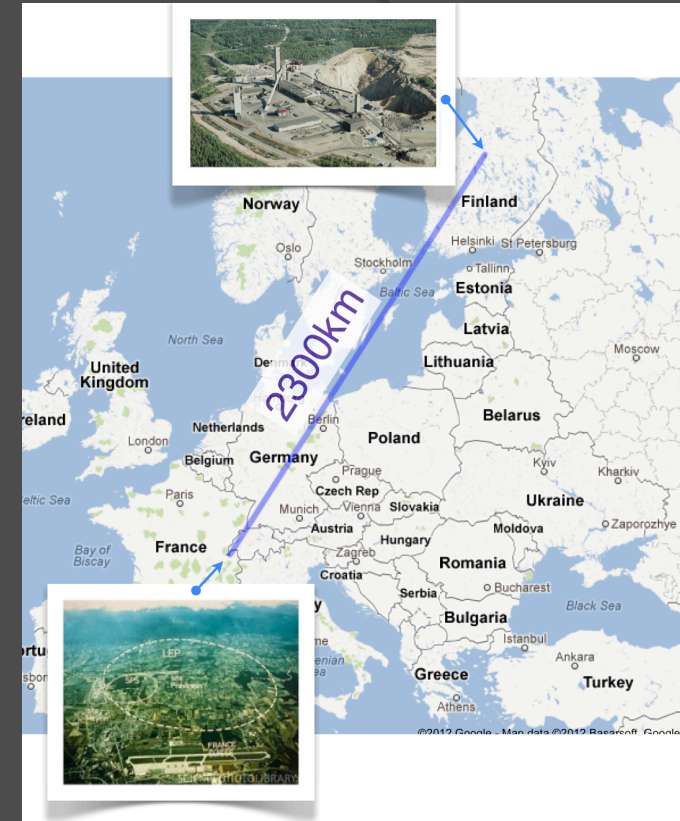 Norway
Finland
Oslo
Helsinki
St Petersburg
Stockholm
Tallinn
Baltic Sea
Estonia
North Sea
Latvia
Moscow
2300km
Lithuania
United
Kingdom
reland
Belarus
Netherlands
Berlin
London
Poland
Belgium
Germany
Kyiv
Prague
Kharkiv
Czech Rep
eltic Sea
Paris
Munich
Vienna
Slovakia
Ukraine
Austria
Moldova
Zaporozhye
France
Hungary
Bay of
Biscay
Zagreb
Romania
Croatia
Bucharest
Serbia
Black Sea
Bulgaria
Istanbul
LEP
SPS
Ankara
Greece
Turkey
Athens
FRANCE
SCIENCEPHOTOLIBRARY
©2012 Google - Map data ©2012 Basarsoft, Google